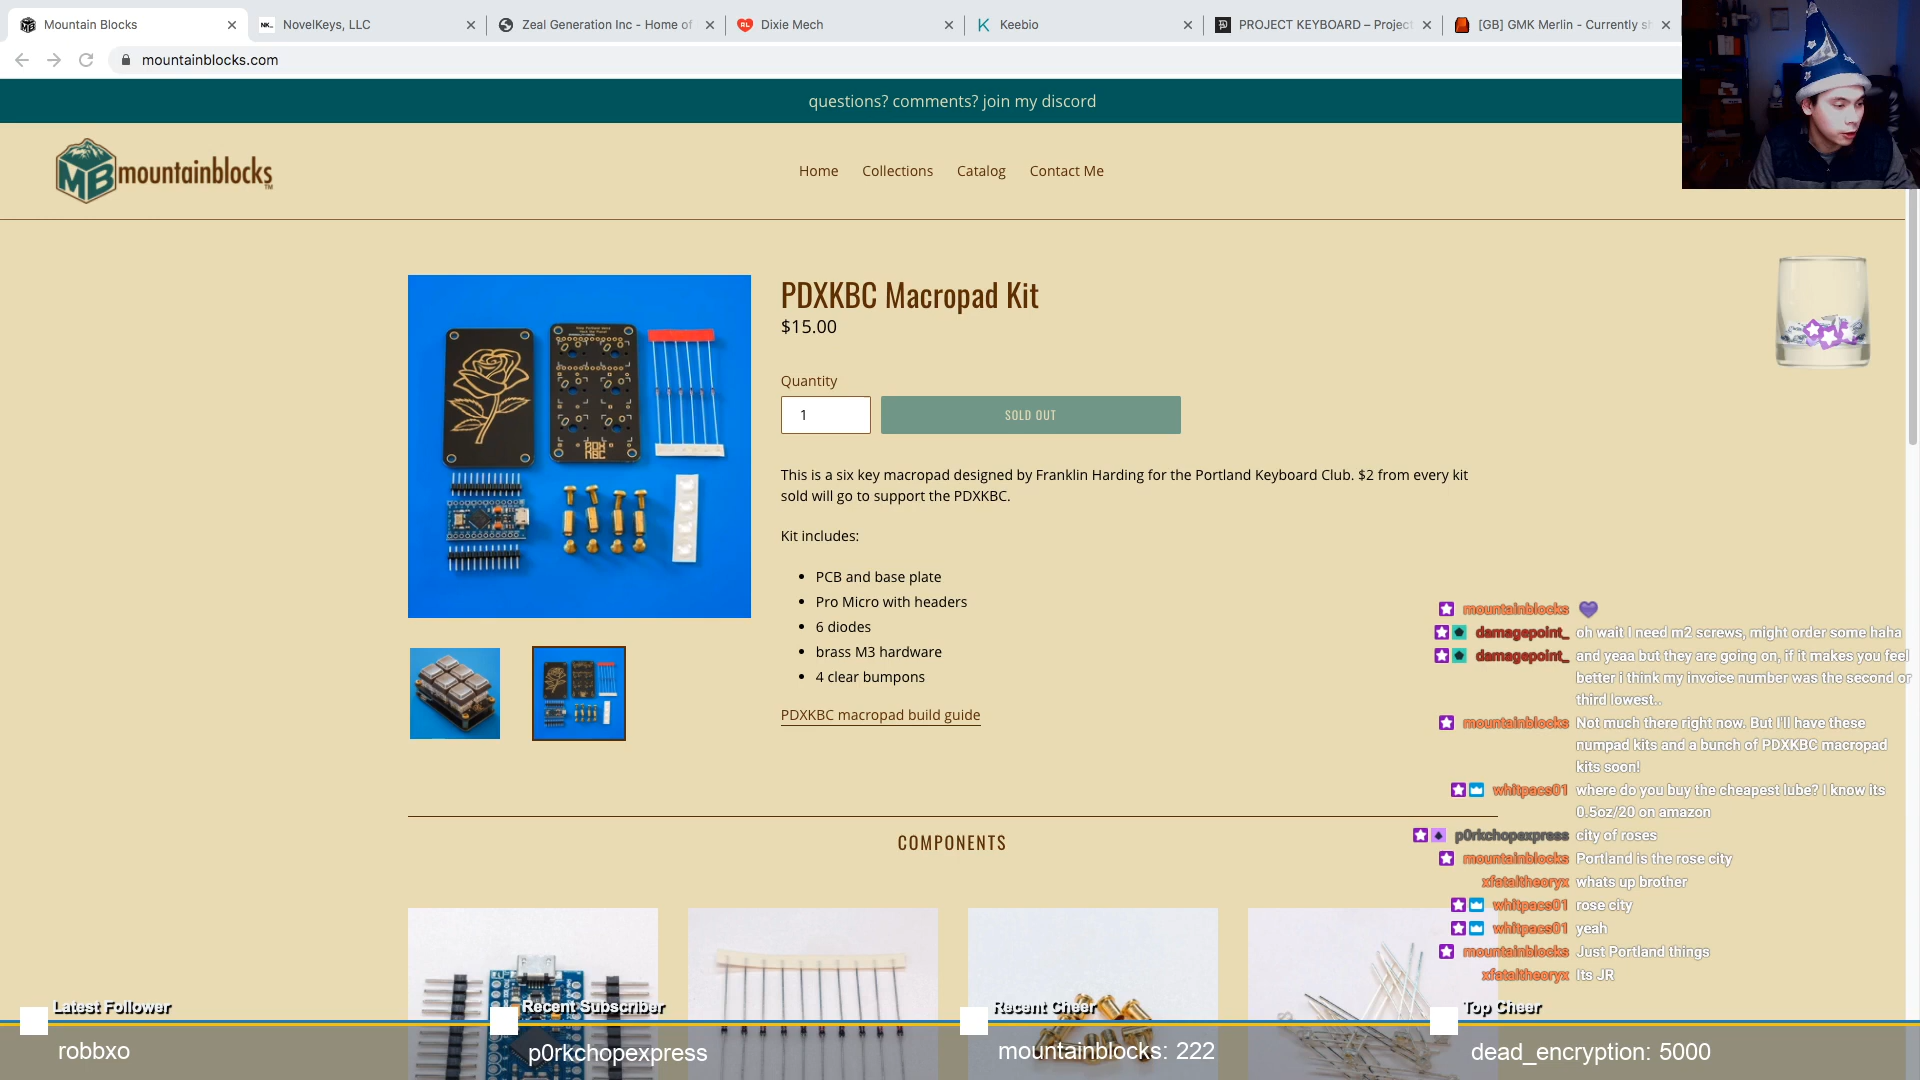 Mountain Blocks
NovelKeys, LLC
Zeal Generation Inc - Home of
Dixie Mech
Keebio
PROJECT KEYBOARD – Project
[GB] GMK Merlin - Currently sh
mountainblocks.com
questions? comments? join my discord
MB mountainblocks™
Home
Collections
Catalog
Contact Me
PDXKBC Macropad Kit
$15.00
Quantity
1
SOLD OUT
This is a six key macropad designed by Franklin Harding for the Portland Keyboard Club. $2 from every kit
sold will go to support the PDXKBC.
Kit includes:
PCB and base plate
Pro Micro with headers
6 diodes
brass M3 hardware
4 clear bumpons
PDXKBC macropad build guide
PDX
KBC
COMPONENTS
mountainblocks
damagepoint_ oh wait I need m2 screws, might order some haha
damagepoint_ and yeaa but they are going on, if it makes you feel
better i think my invoice number was the second or
third lowest..
mountainblocks Not much there right now. But I'll have these
numpad kits and a bunch of PDXKBC macropad
kits soon!
whitpacs01 where do you buy the cheapest lube? I know its
0.5oz/20 on amazon
p0rkchopexpress city of roses
mountainblocks Portland is the rose city
xfataltheoryx whats up brother
whitpacs01 rose city
whitpacs01 yeah
mountainblocks Just Portland things
xfataltheoryx Its JR
Latest Follower
robbxo
Recent Subscriber
p0rkchopexpress
Recent Cheer
mountainblocks: 222
Top Cheer
dead_encryption: 5000